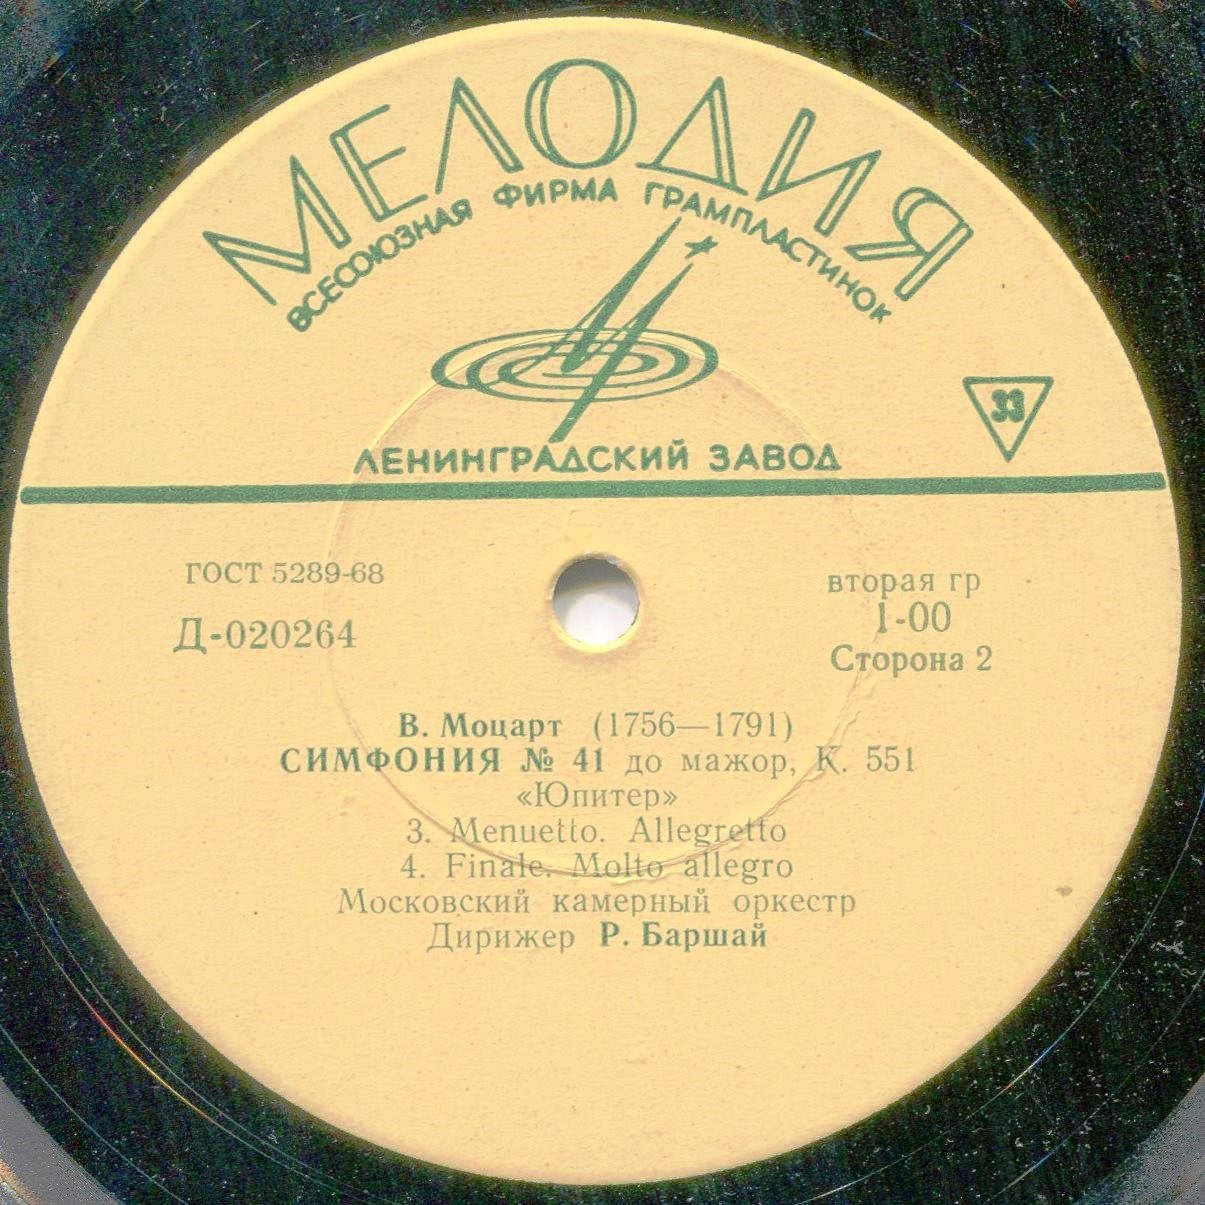 МЕЛОДИЯ
ВСЕСОЮЗНАЯ ФИРМА ГРАМПЛАСТИНОК
33
ЛЕНИНГРАДСКИЙ ЗАВОД
ГОСТ 5289-68
вторая гр
Д-020264
1-00
Сторона 2
В. Моцарт (1756—1791)
СИМФОНИЯ № 41 до мажор, К. 551
«Юпитер»
3. Menuetto. Allegretto
4. Finale. Molto allegro
Московский камерный оркестр
Дирижер Р. Баршай